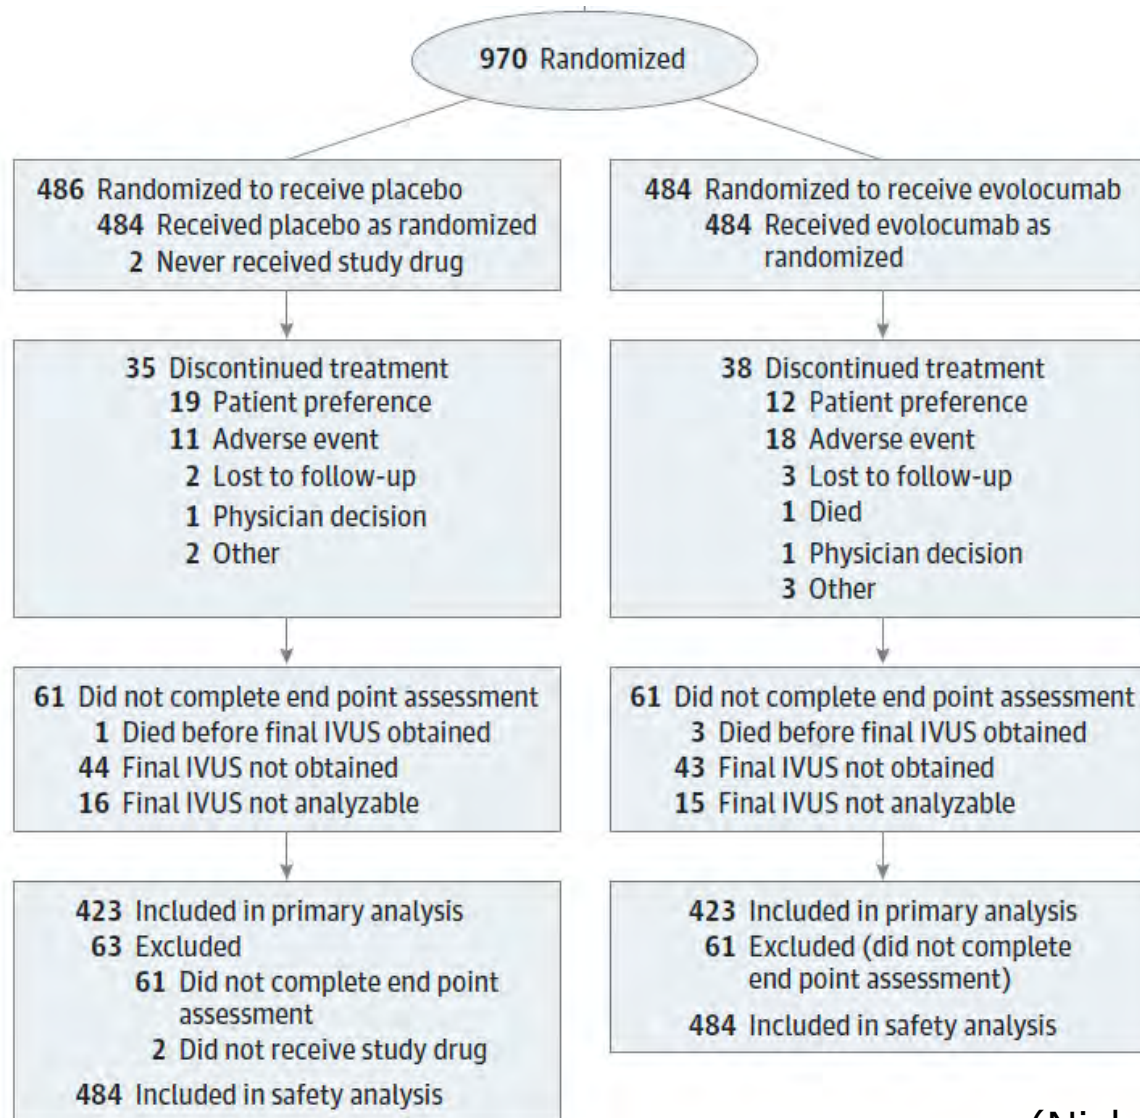 970 Randomized
486 Randomized to receive placebo
484 Received placebo as randomized
2 Never received study drug
35 Discontinued treatment
19 Patient preference
11 Adverse event
2 Lost to follow-up
1 Physician decision
2 Other
61 Did not complete end point assessment
1 Died before final IVUS obtained
44 Final IVUS not obtained
16 Final IVUS not analyzable
423 Included in primary analysis
63 Excluded
61 Did not complete end point
assessment
2 Did not receive study drug
484 Included in safety analysis
484 Randomized to receive evolocumab
484 Received evolocumab as
randomized
38 Discontinued treatment
12 Patient preference
18 Adverse event
3 Lost to follow-up
1 Died
1 Physician decision
3 Other
61 Did not complete end point assessment
3 Died before final IVUS obtained
43 Final IVUS not obtained
15 Final IVUS not analyzable
423 Included in primary analysis
61 Excluded (did not complete
end point assessment)
484 Included in safety analysis